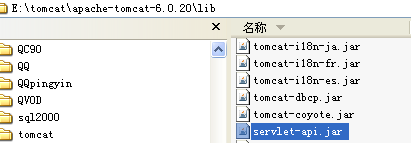 E:\tomcat\apache-tomcat-6.0.20\lib
名称
QC90
QQ
QQpingyin
QVOD
sql2000
tomcat
tomcat-i18n-ja.jar
tomcat-i18n-fr.jar
tomcat-i18n-es.jar
tomcat-dbcp.jar
tomcat-coyote.jar
servlet-api.jar